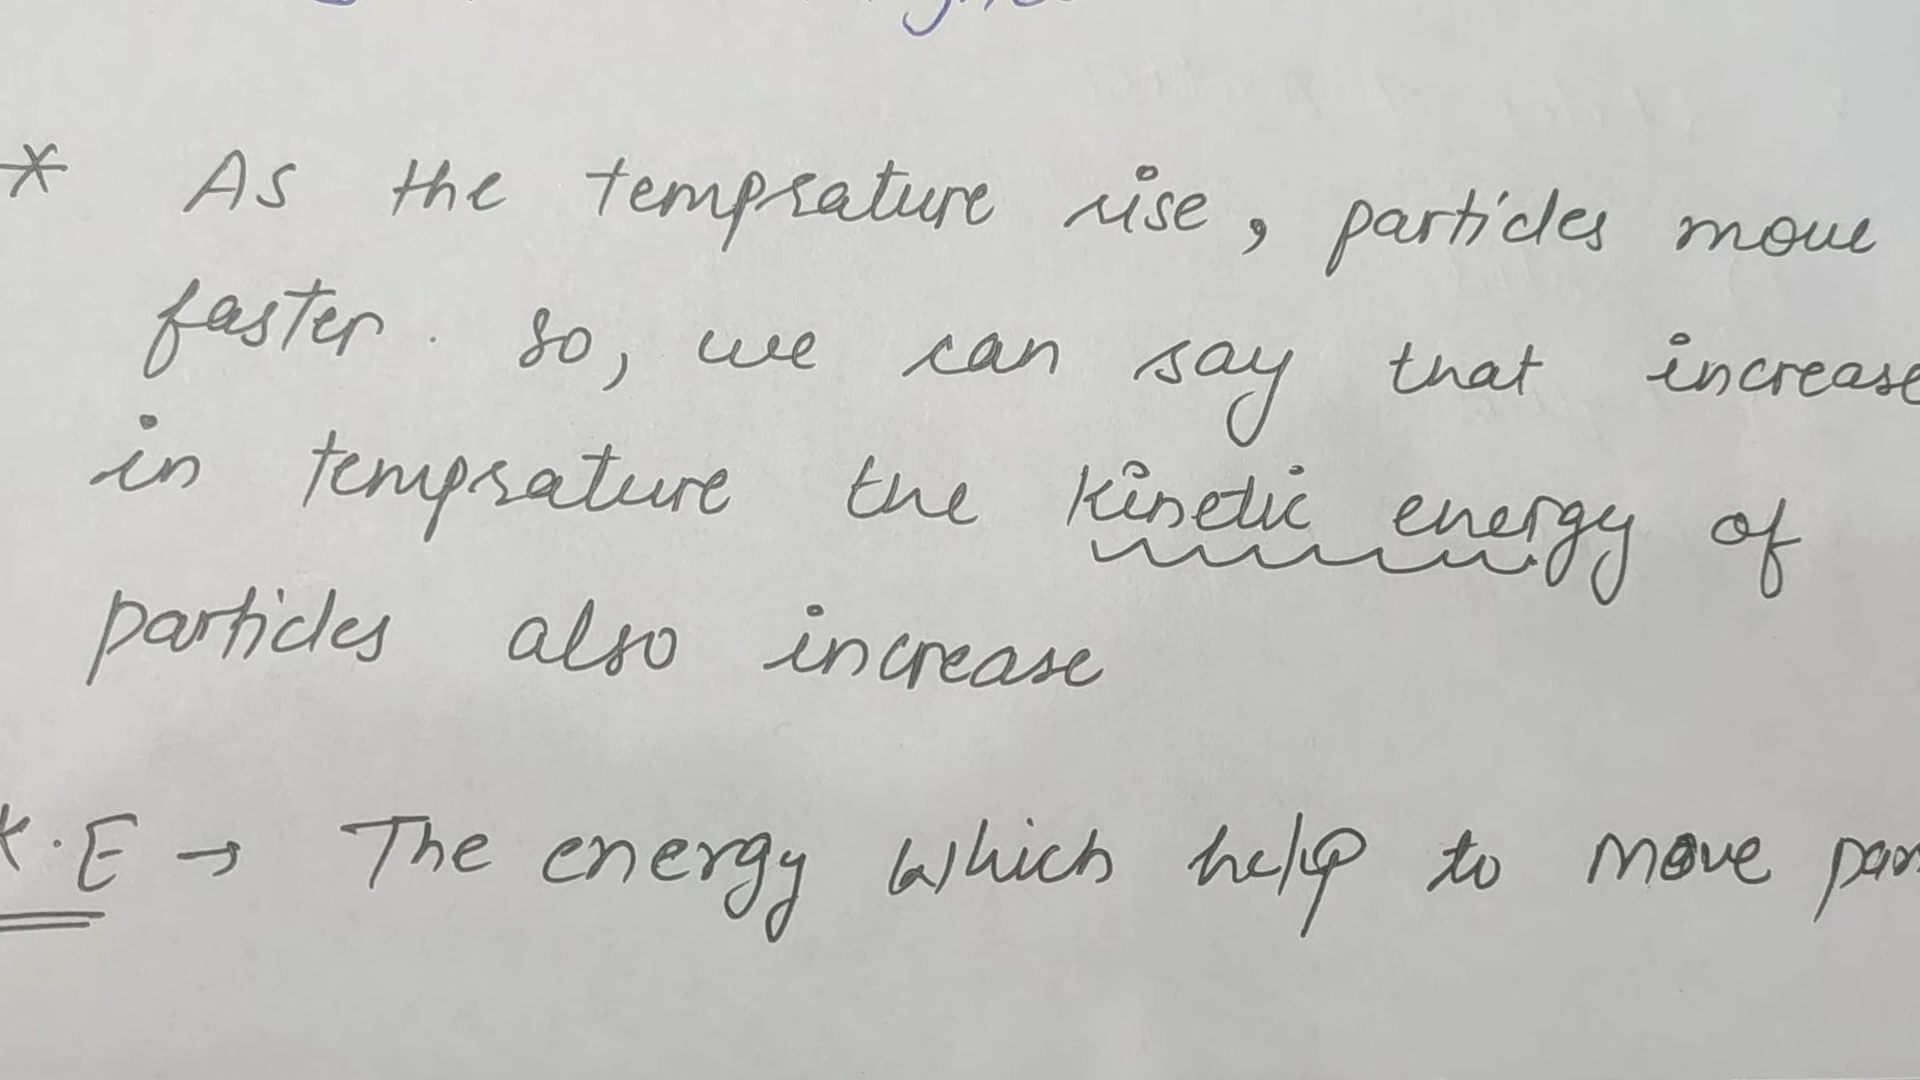 * As the temprature rise, particles move
faster. so, we can say that increase
in temprature the kinetic energy of
particles also increase
K.E → The energy which help to move